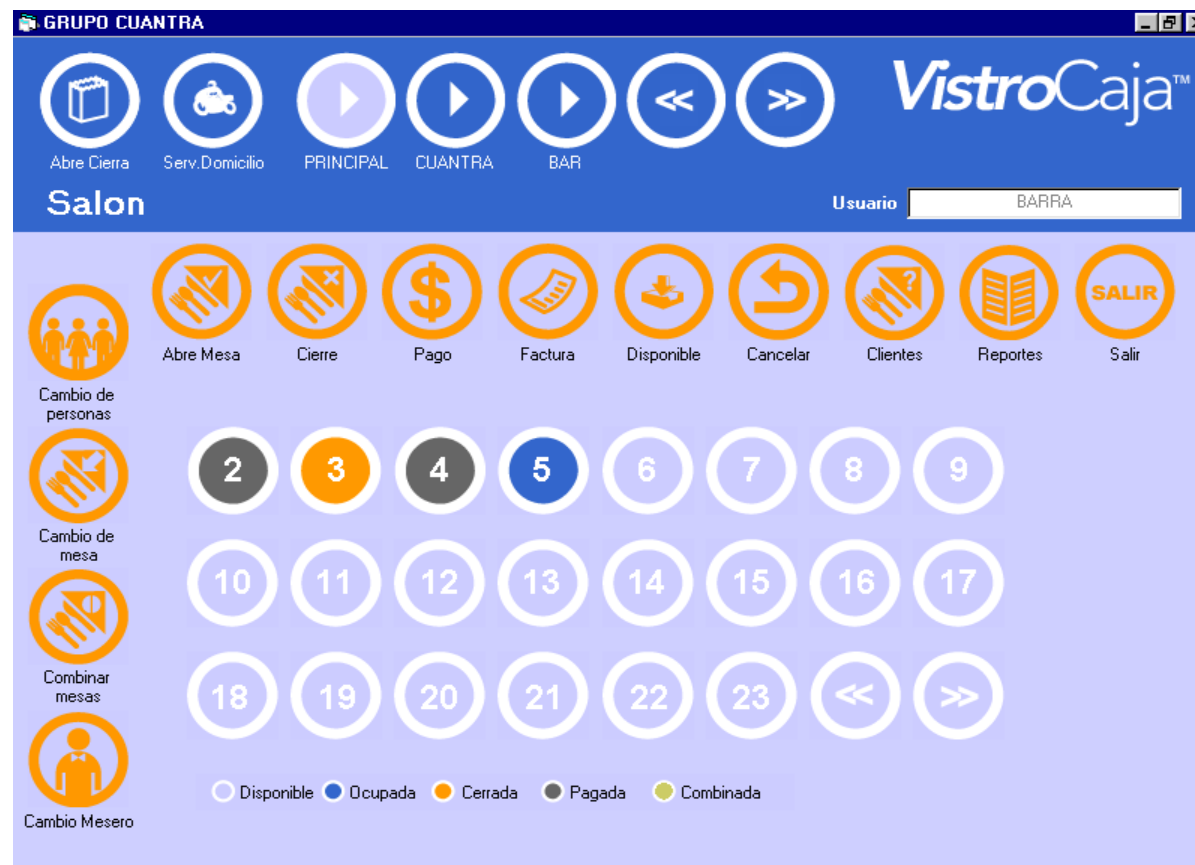 GRUPO CUANTRA
VistroCaja™
Abre Cierra
Serv.Domicilio
PRINCIPAL
CUANTRA
BAR
Salon
Usuario BARRA
SALIR
Abre Mesa
Cierre
Pago
Factura
Disponible
Cancelar
Clientes
Reportes
Salir
Cambio de
personas
Cambio de
mesa
Combinar
mesas
Cambio Mesero
2 3 4 5 6 7 8 9
10 11 12 13 14 15 16 17
18 19 20 21 22 23 << >>
Disponible Ocupada Cerrada Pagada Combinada